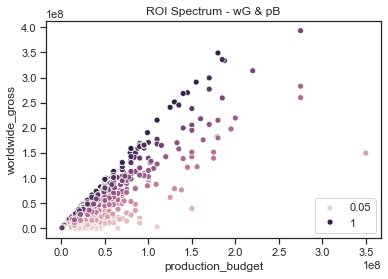 ROI Spectrum - wG & pB
1e8
4.0
3.5
3.0
2.5
2.0
1.5
1.0
0.5
0.0
worldwide_gross
0.05
1
0.0 0.5 1.0 1.5 2.0 2.5 3.0 3.5
1e8
production_budget